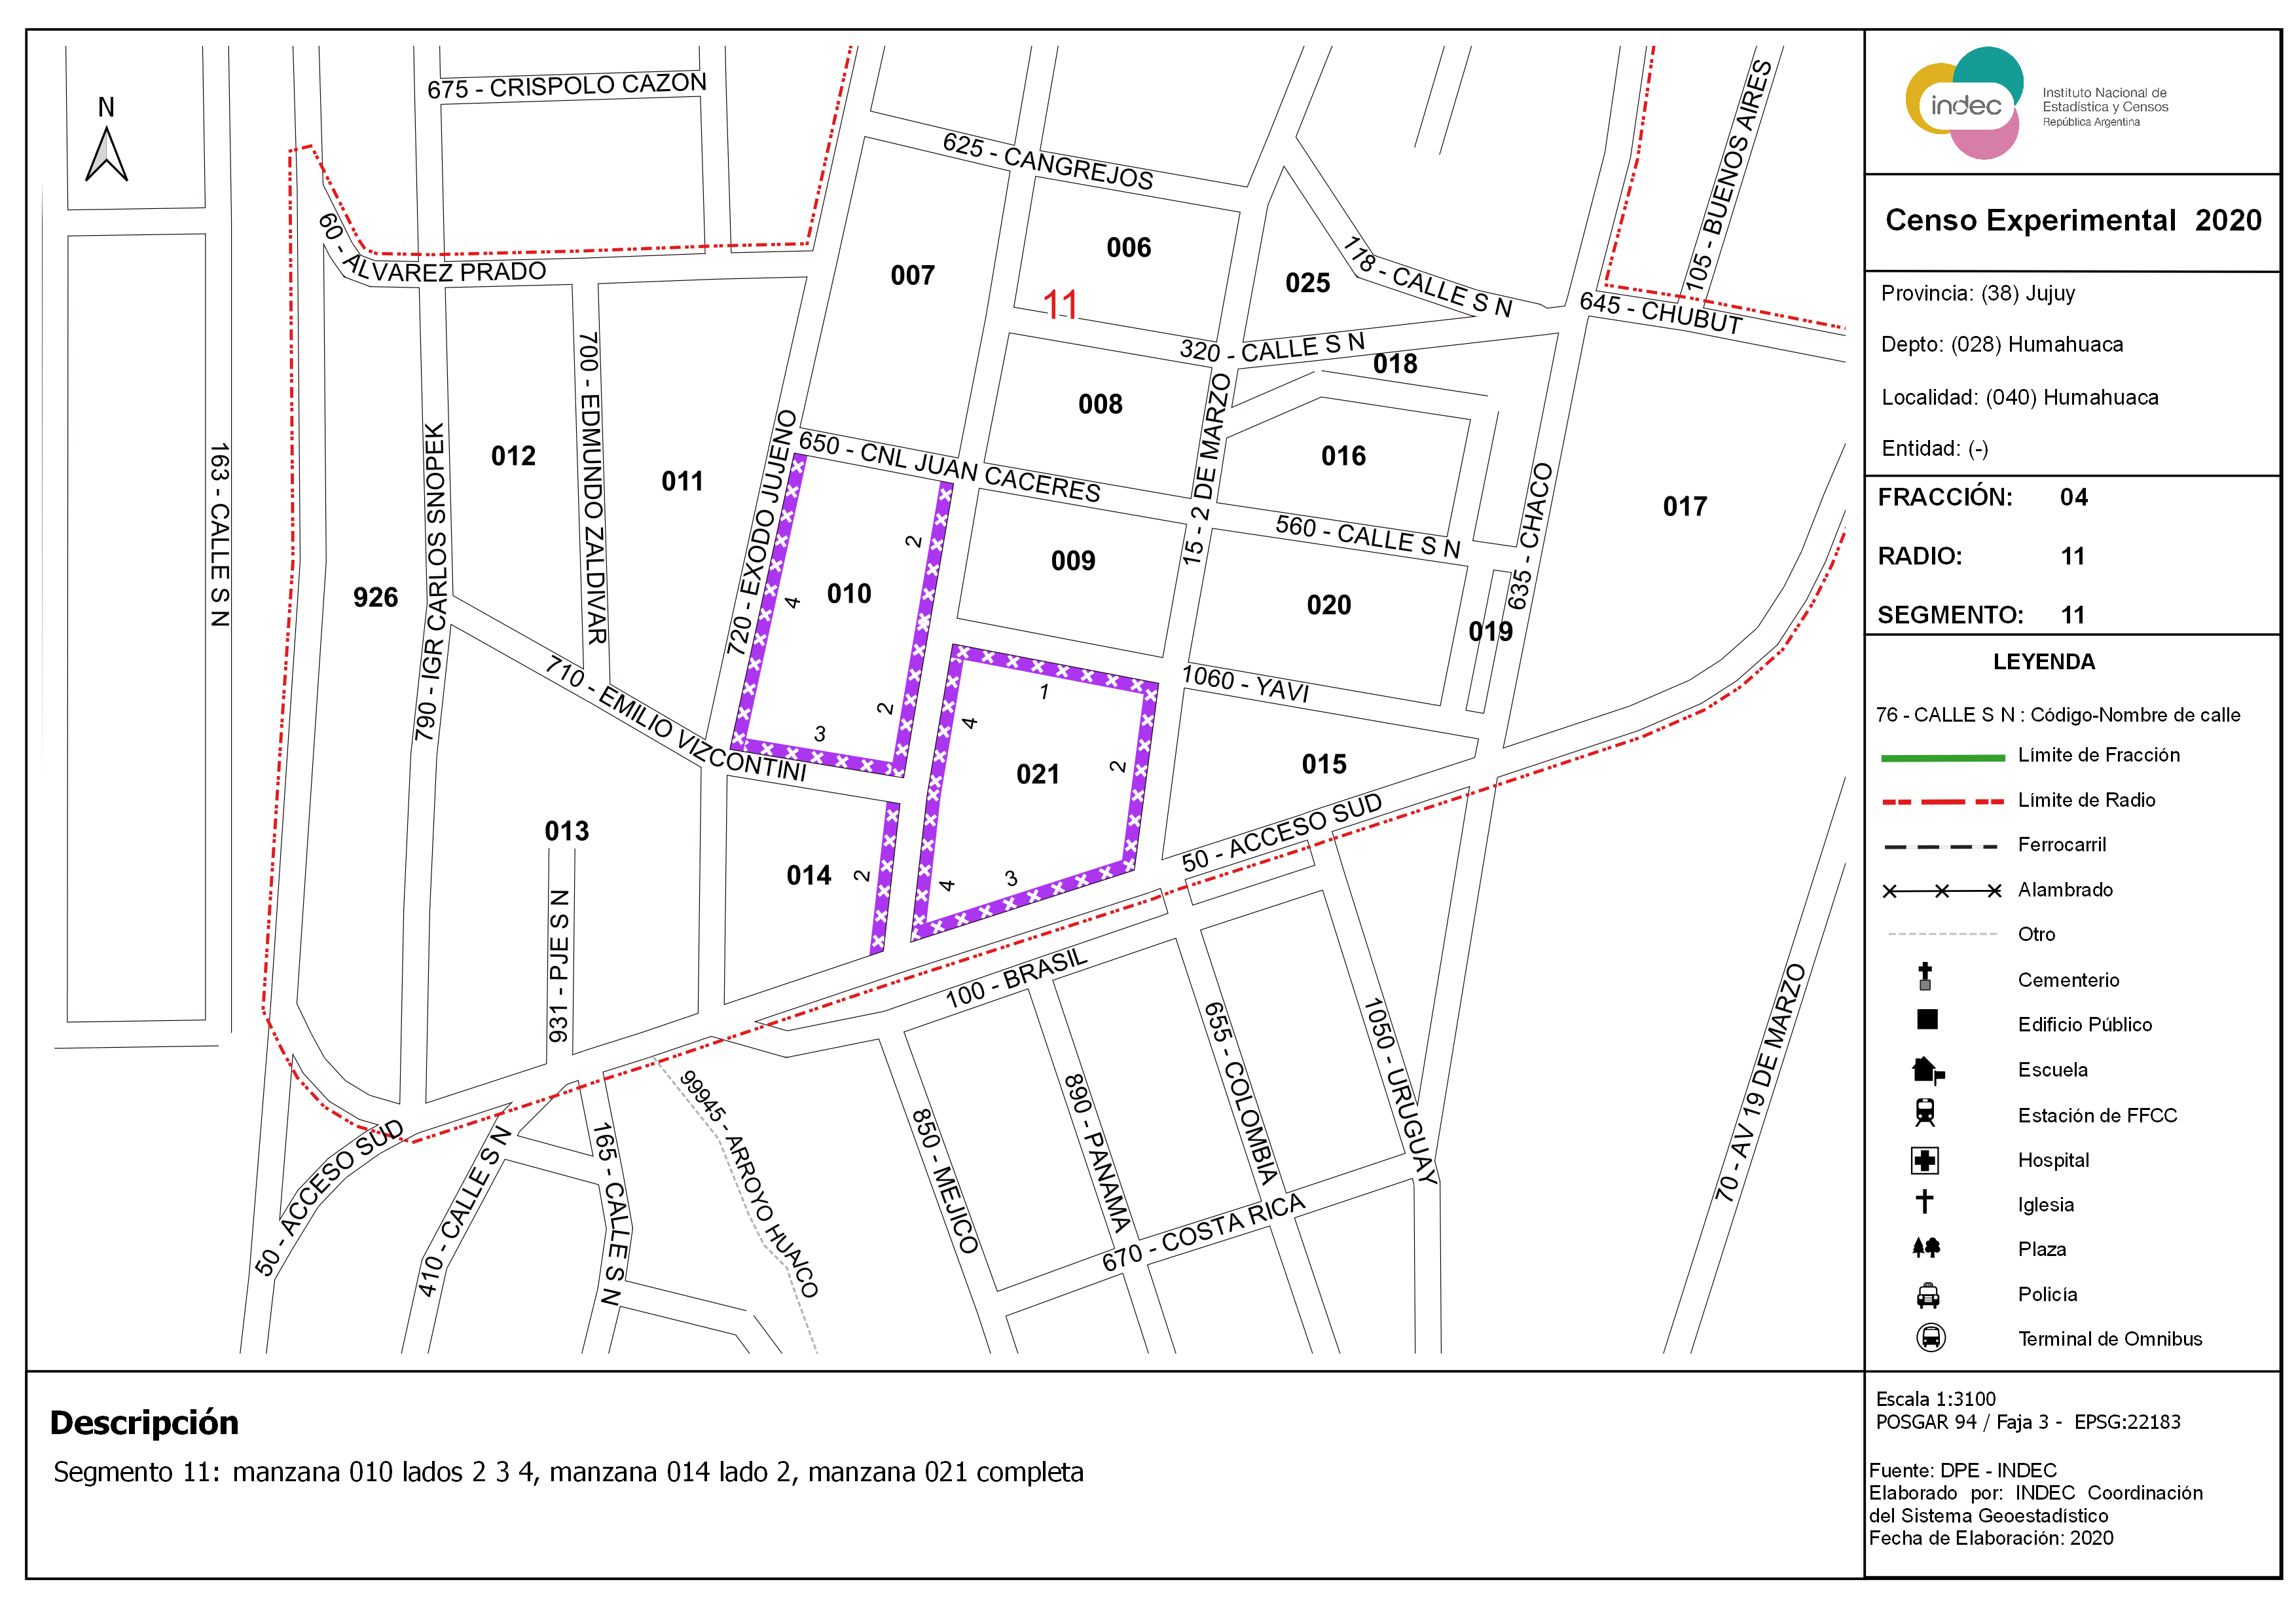 N
675 - CRISPOLO CAZON
625 - CANGREJOS
60 - ALVAREZ PRADO
118 - CALLE S N
105 - BUENOS AIRES
645 - CHUBUT
007
006
025
11
320 - CALLE S N
018
008
016
017
012
011
700 - EDMUNDO ZALDIVAR
163 - CALLE S N
790 - IGR CARLOS SNOPEK
720 - EXODO JUJENO
650 - CNL JUAN CACERES
15 - 2 DE MARZO
560 - CALLE S N
635 - CHACO
926
010
2
4
2
3
009
020
019
710 - EMILIO VIZCONTINI
1060 - YAVI
1
4
2
021
4
3
015
013
014
2
50 - ACCESO SUD
931 - PJE S N
100 - BRASIL
655 - COLOMBIA
1050 - URUGUAY
890 - PANAMA
850 - MEJICO
99945 - ARROYO HUAICO
165 - CALLE S N
410 - CALLE S N
50 - ACCESO SUD
670 - COSTA RICA
70 - AV 19 DE MARZO
indec
Instituto Nacional de
Estadística y Censos
República Argentina
Censo Experimental 2020
Provincia: (38) Jujuy
Depto: (028) Humahuaca
Localidad: (040) Humahuaca
Entidad: (-)
FRACCIÓN: 04
RADIO: 11
SEGMENTO: 11
LEYENDA
76 - CALLE S N : Código-Nombre de calle
Límite de Fracción
Límite de Radio
Ferrocarril
Alambrado
Otro
Cementerio
Edificio Público
Escuela
Estación de FFCC
Hospital
Iglesia
Plaza
Policía
Terminal de Omnibus
Descripción
Segmento 11: manzana 010 lados 2 3 4, manzana 014 lado 2, manzana 021 completa
Escala 1:3100
POSGAR 94 / Faja 3 - EPSG:22183
Fuente: DPE - INDEC
Elaborado por: INDEC Coordinación
del Sistema Geoestadístico
Fecha de Elaboración: 2020